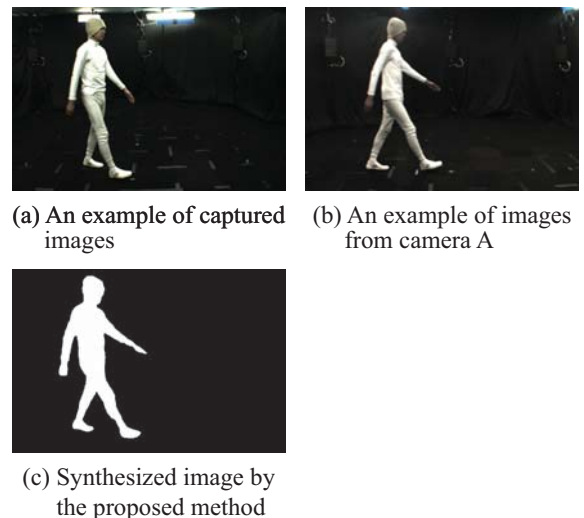 (a) An example of captured
images
(b) An example of images
from camera A
(c) Synthesized image by
the proposed method